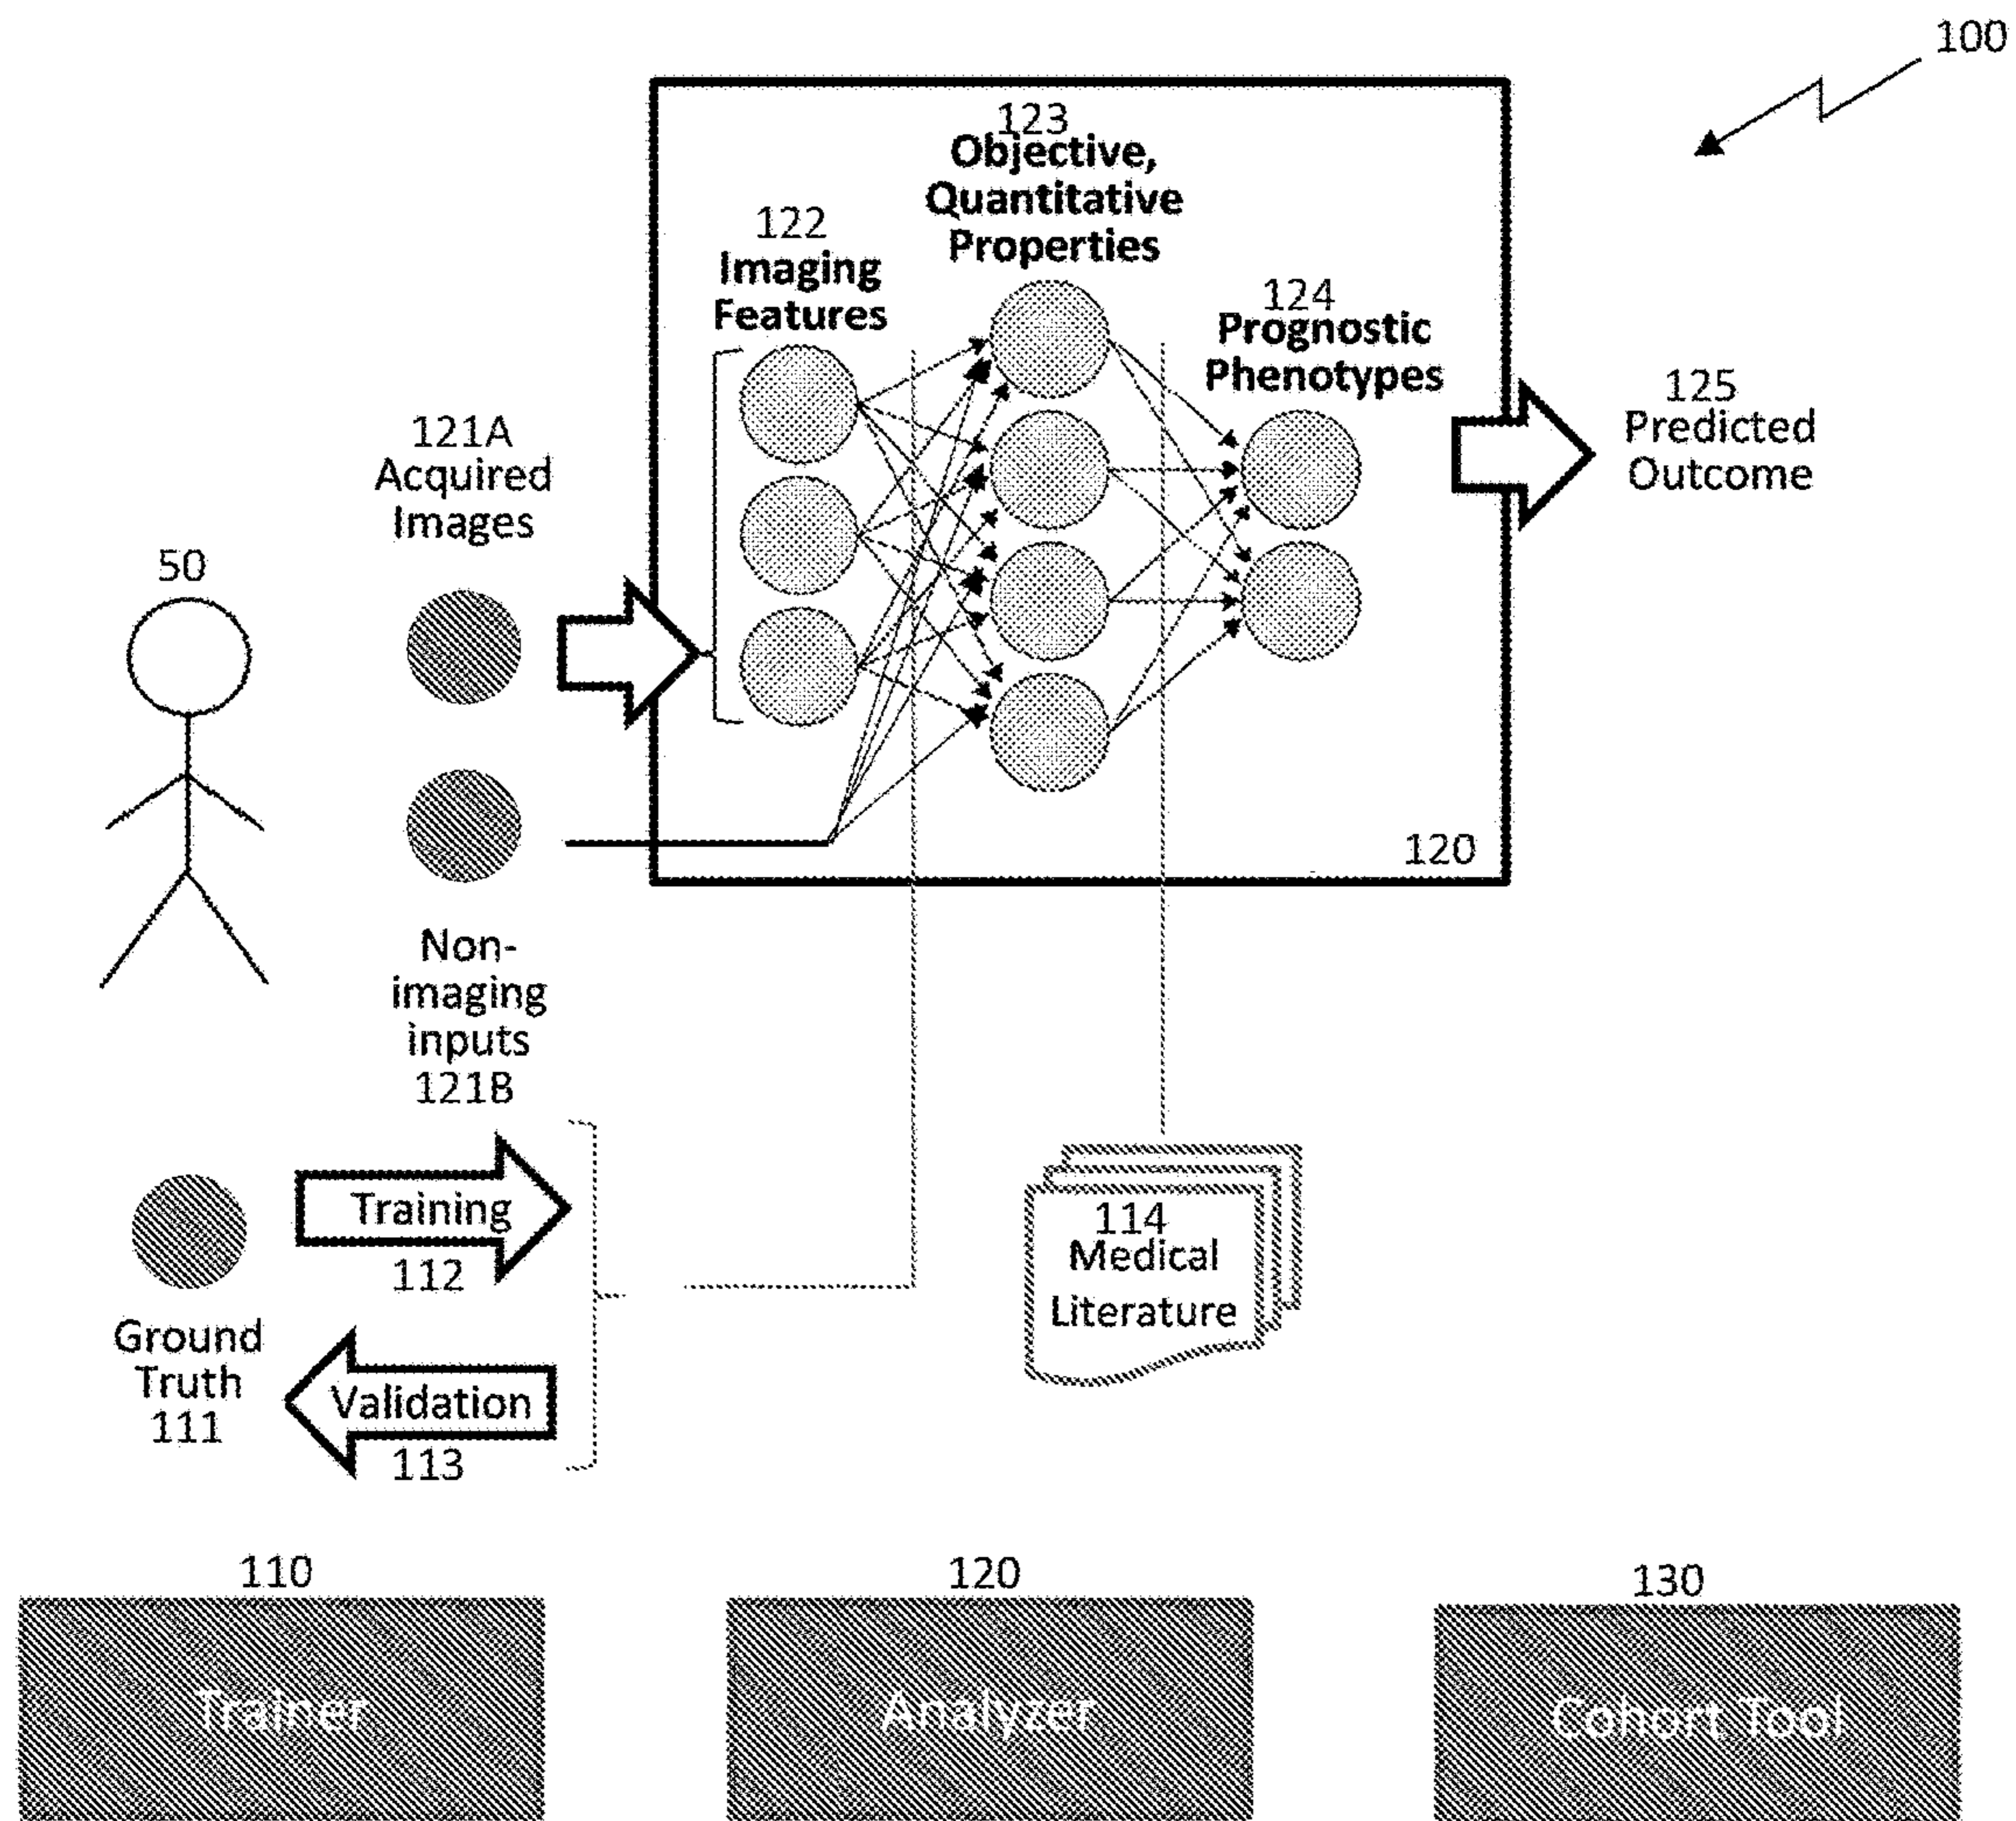 100
123
Objective,
Quantitative
Properties
122
Imaging
Features
124
Prognostic
Phenotypes
125
Predicted
Outcome
121A
Acquired
Images
50
120
Non-
imaging
inputs
121B
Training
112
Ground
Truth
111
Validation
113
114
Medical
Literature
110
Trainer
120
Analyzer
130
Cohort Tool